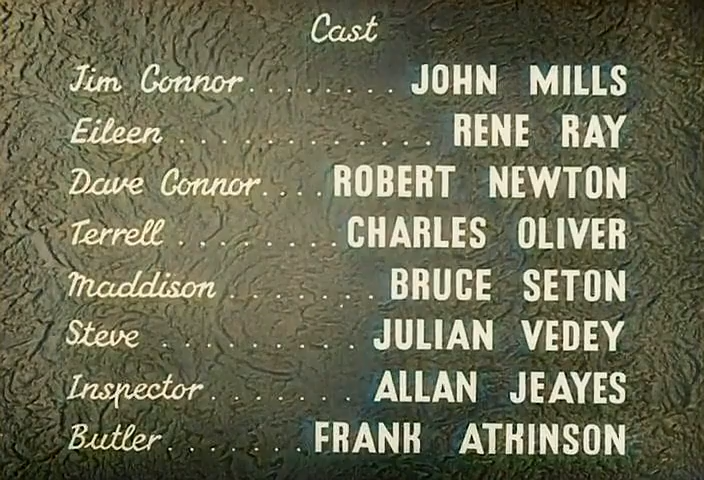 Cast
Jim Connor........ JOHN MILLS
Eileen ............. RENE RAY
Dave Connor.... ROBERT NEWTON
Terrell ......... CHARLES OLIVER
Maddison ........ BRUCE SETON
Steve .......... JULIAN VEDEY
Inspector........ ALLAN JEAYES
Butler....... FRANK ATKINSON